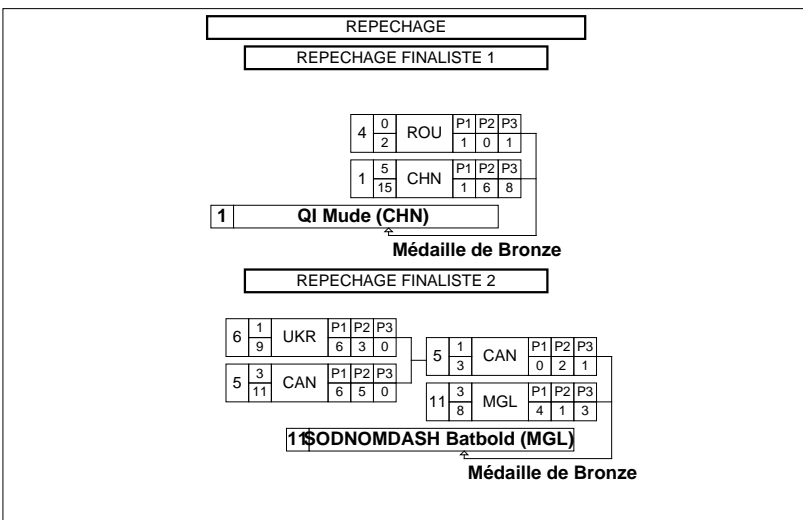 REPECHAGE
REPECHAGE FINALISTE 1
4 0 2 ROU P1 P2 P3
1 0 1
1 5 15 CHN P1 P2 P3
1 6 8
1 QI Mude (CHN)
Médaille de Bronze
REPECHAGE FINALISTE 2
6 1 9 UKR P1 P2 P3
6 3 0
5 3 11 CAN P1 P2 P3
6 5 0
5 1 3 CAN P1 P2 P3
0 2 1
11 3 8 MGL P1 P2 P3
4 1 3
11 SODNOMDASH Batbold (MGL)
Médaille de Bronze